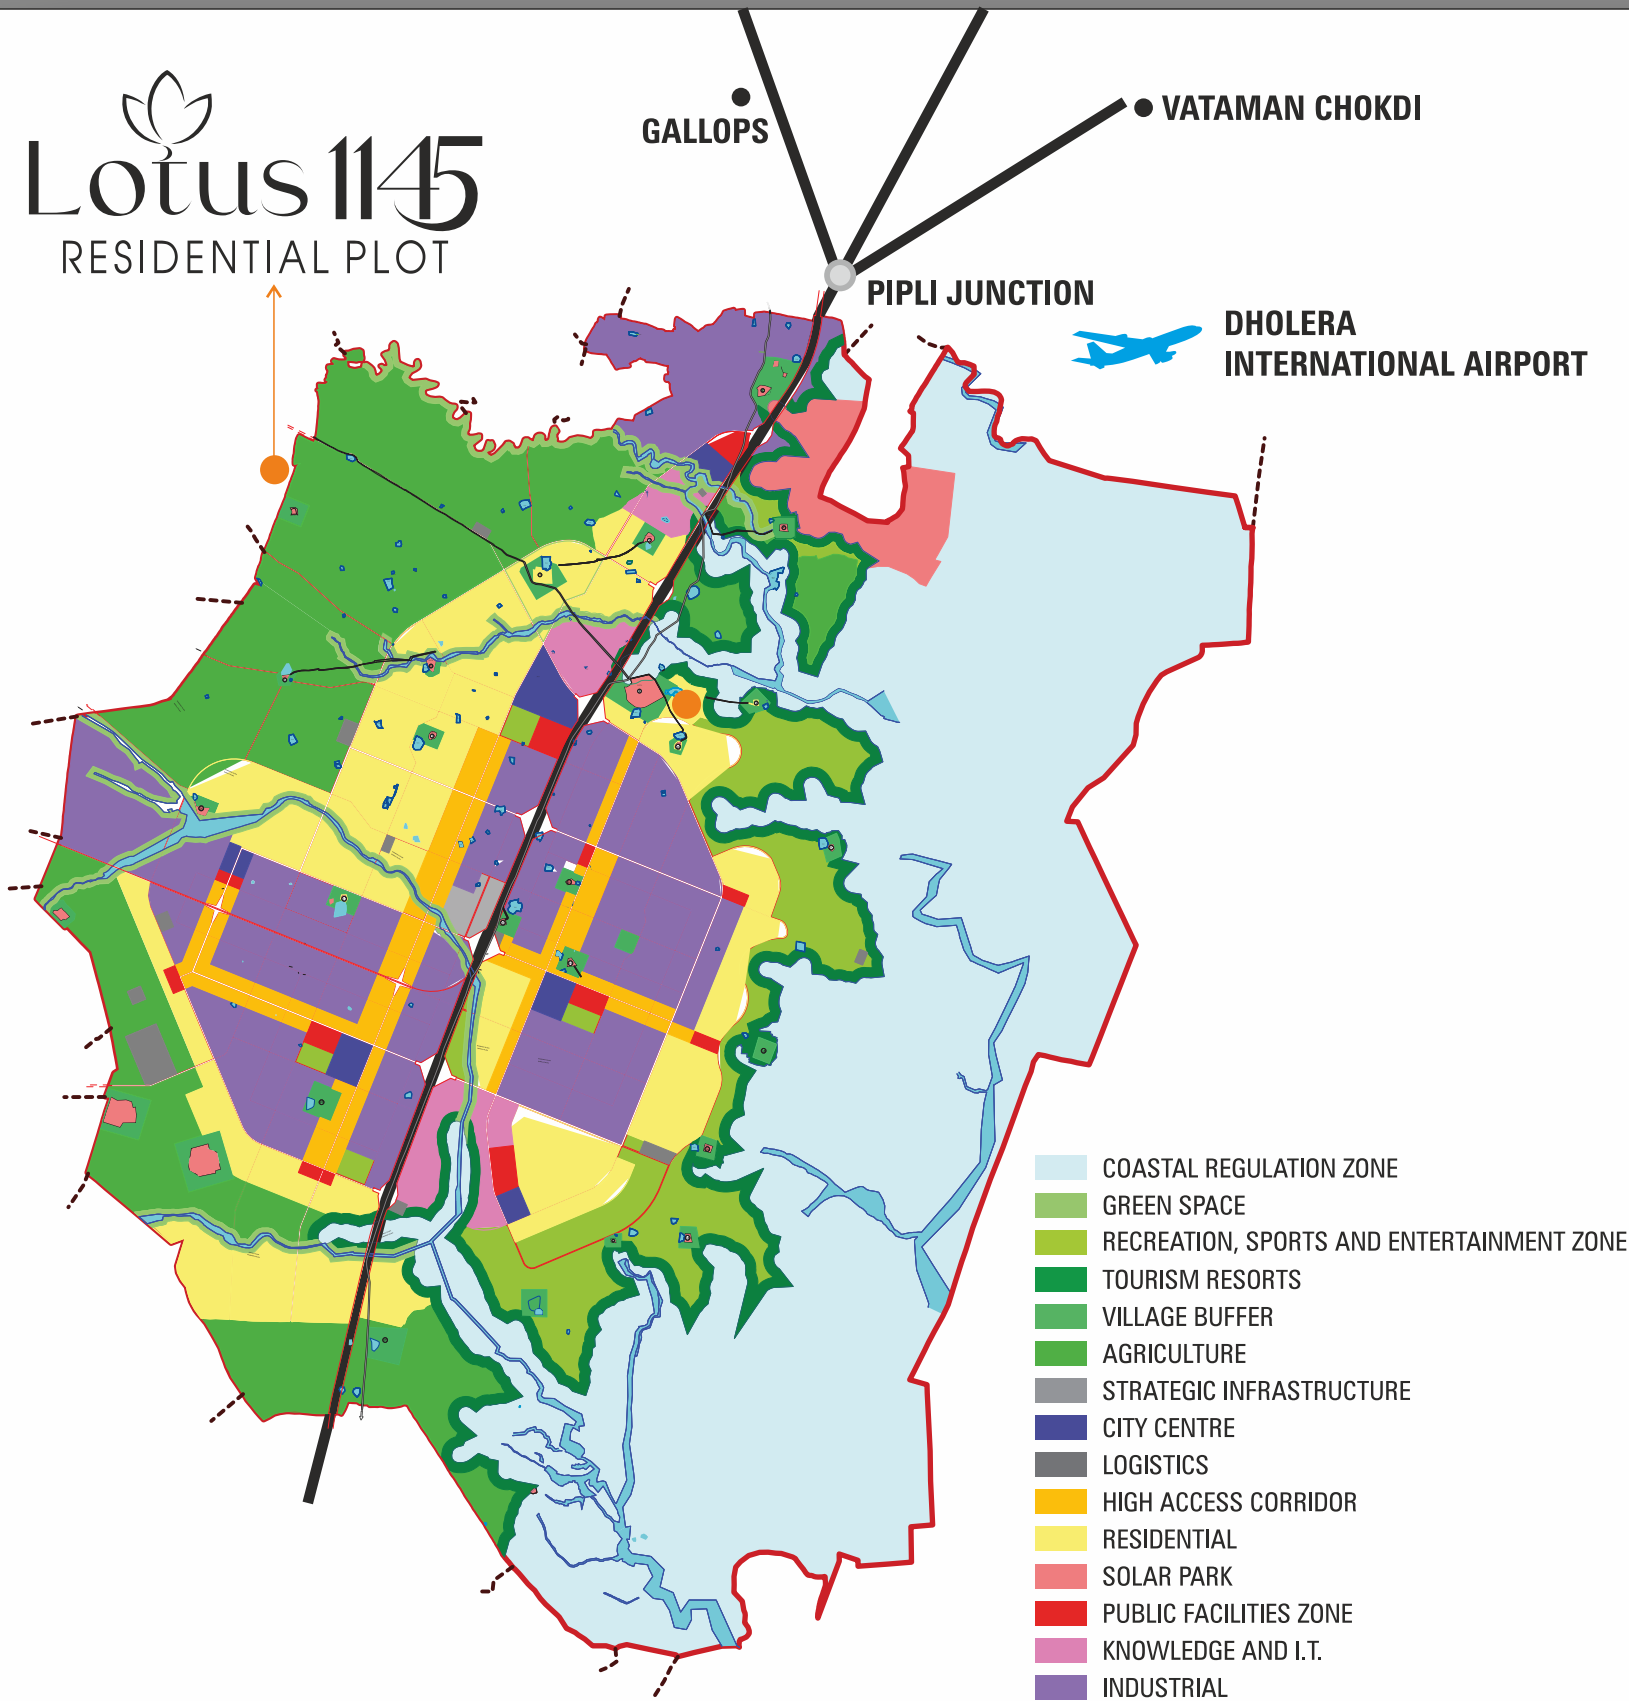 Lotus 1145
RESIDENTIAL PLOT
GALLOPS
VATAMAN CHOKDI
PIPLI JUNCTION
DHOLERA
INTERNATIONAL AIRPORT
COASTAL REGULATION ZONE
GREEN SPACE
RECREATION, SPORTS AND ENTERTAINMENT ZONE
TOURISM RESORTS
VILLAGE BUFFER
AGRICULTURE
STRATEGIC INFRASTRUCTURE
CITY CENTRE
LOGISTICS
HIGH ACCESS CORRIDOR
RESIDENTIAL
SOLAR PARK
PUBLIC FACILITIES ZONE
KNOWLEDGE AND I.T.
INDUSTRIAL